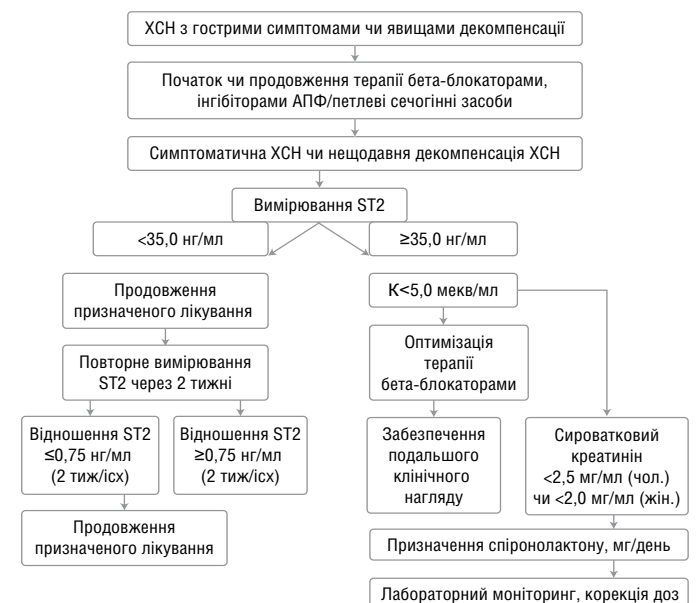 ХСН з гострими симптомами чи явищами декомпенсації
Початок чи продовження терапії бета-блокаторами,
інгібіторами АПФ/петлеві сечогінні засоби
Симптоматична ХСН чи нещодавня декомпенсація ХСН
Вимірювання ST2
<35,0 нг/мл
≥35,0 нг/мл
Продовження
призначеного лікування
Повторне вимірювання
ST2 через 2 тижні
Відношення ST2
≤0,75 нг/мл
(2 тиж/ісх)
Відношення ST2
≥0,75 нг/мл
(2 тиж/ісх)
Продовження
призначеного лікування
К<5,0 мекв/мл
Оптимізація
терапії
бета-блокаторами
Забезпечення
подальшого
клінічного
нагляду
Сироватковий
креатинін
<2,5 мг/мл (чол.)
чи <2,0 мг/мл (жін.)
Призначення спіронолактону, мг/день
Лабораторний моніторинг, корекція доз